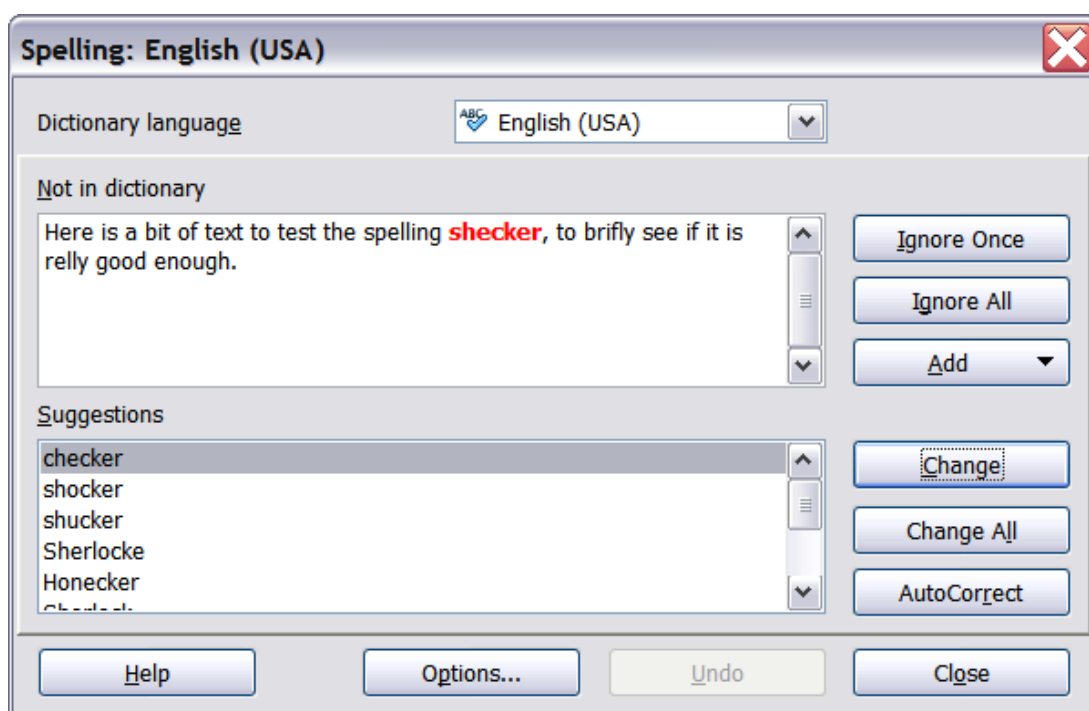 Spelling: English (USA)
Dictionary language
ABC English (USA)
Not in dictionary
Here is a bit of text to test the spelling shecker, to brifly see if it is
relly good enough.
Ignore Once
Ignore All
Add
Suggestions
checker
shocker
shucker
Sherlocke
Honecker
Change
Change All
AutoCorrect
Help
Options...
Undo
Close